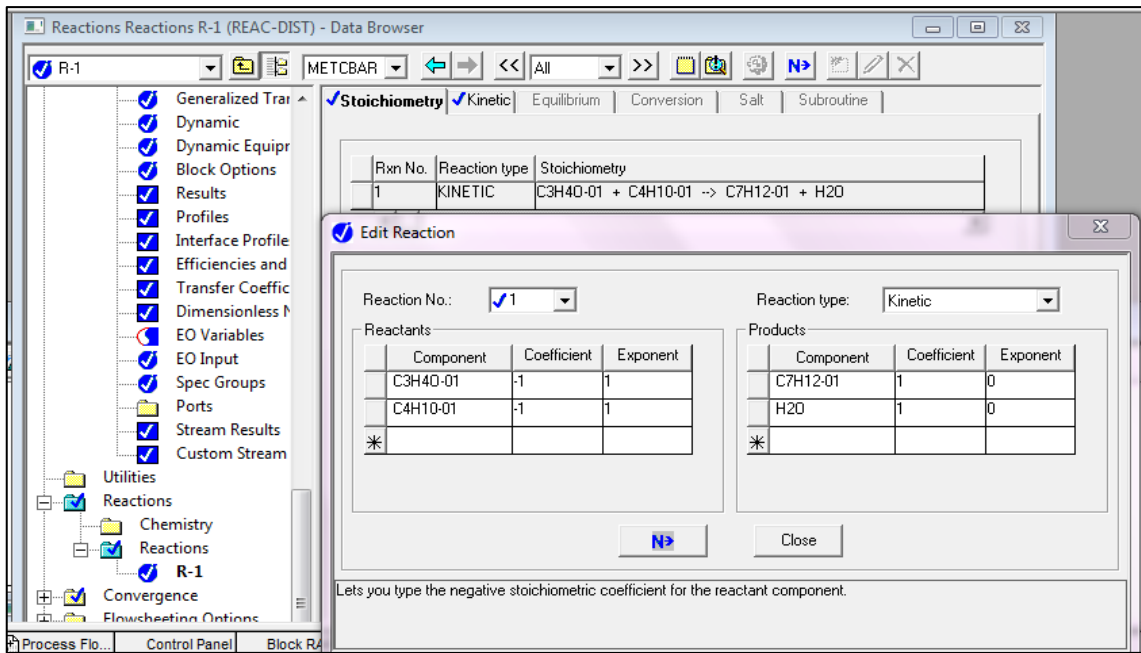 Reactions Reactions R-1 (REAC-DIST) - Data Browser
R-1 METCBAR << All >> N>
Generalized Trar
Dynamic
Dynamic Equipr
Block Options
Results
Profiles
Interface Profile
Efficiencies and
Transfer Coeffic
Dimensionless N
EO Variables
EO Input
Spec Groups
Ports
Stream Results
Custom Stream
Utilities
Reactions
Chemistry
Reactions
R-1
Convergence
Flowsheeting Options
Stoichiometry Kinetic Equilibrium Conversion Salt Subroutine
Rxn No. Reaction type Stoichiometry
1 KINETIC C3H4O-01 + C4H10-01 --> C7H12-01 + H2O
Edit Reaction
Reaction No.: 1 Reaction type: Kinetic
Reactants Products
Component Coefficient Exponent Component Coefficient Exponent
C3H4O-01 -1 1 C7H12-01 1 0
C4H10-01 -1 1 H2O 1 0
N> Close
Lets you type the negative stoichiometric coefficient for the reactant component.
Process Flo... Control Panel Block RA